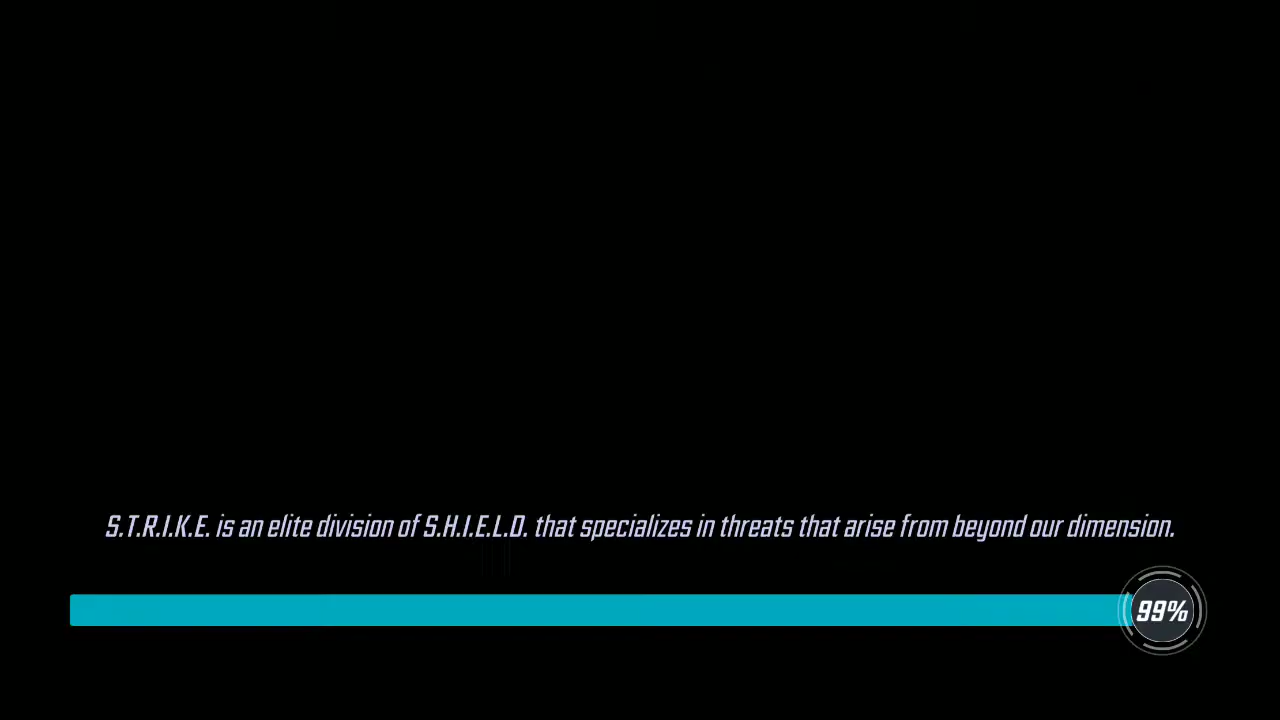 S.T.R.I.K.E. is an elite division of S.H.I.E.L.D. that specializes in threats that arise from beyond our dimension.
99%